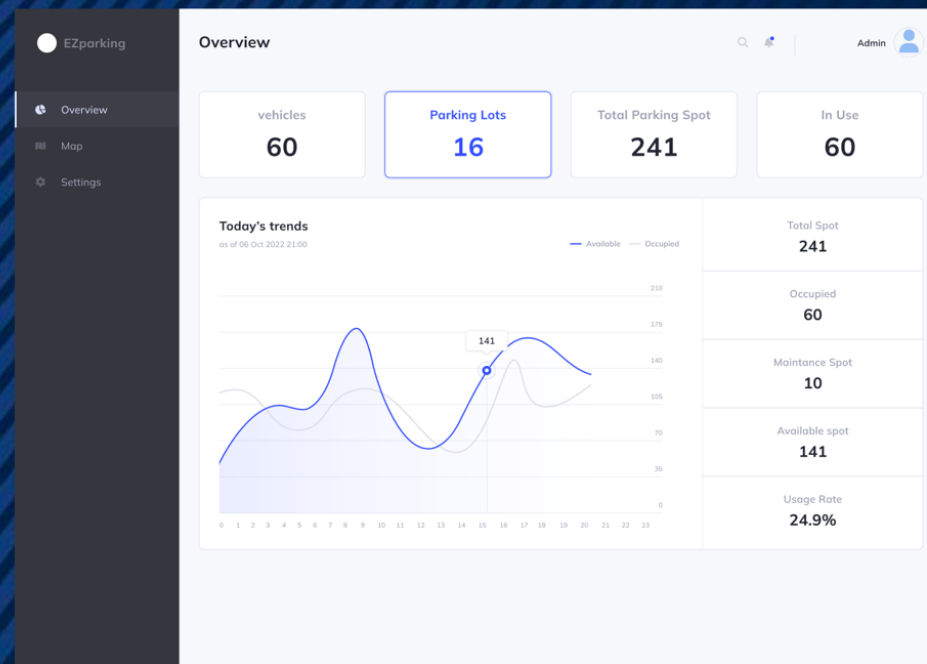 EZparking
Overview
Map
Settings
Overview
Admin
vehicles
60
Parking Lots
16
Total Parking Spot
241
In Use
60
Today's trends
as of 06 Oct 2022 21:00
Available Occupied
210
175
140
105
70
35
0
141
0 1 2 3 4 5 6 7 8 9 10 11 12 13 14 15 16 17 18 19 20 21 22 23
Total Spot
241
Occupied
60
Maintance Spot
10
Available spot
141
Usage Rate
24.9%